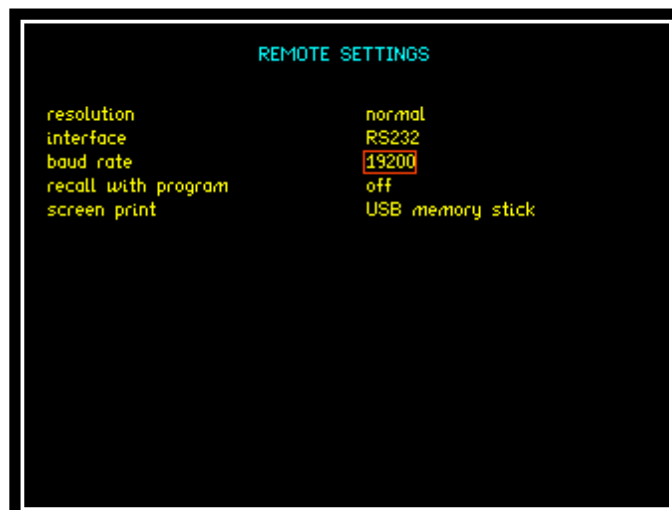 REMOTE SETTINGS
resolution normal
interface RS232
baud rate 19200
recall with program off
screen print USB memory stick